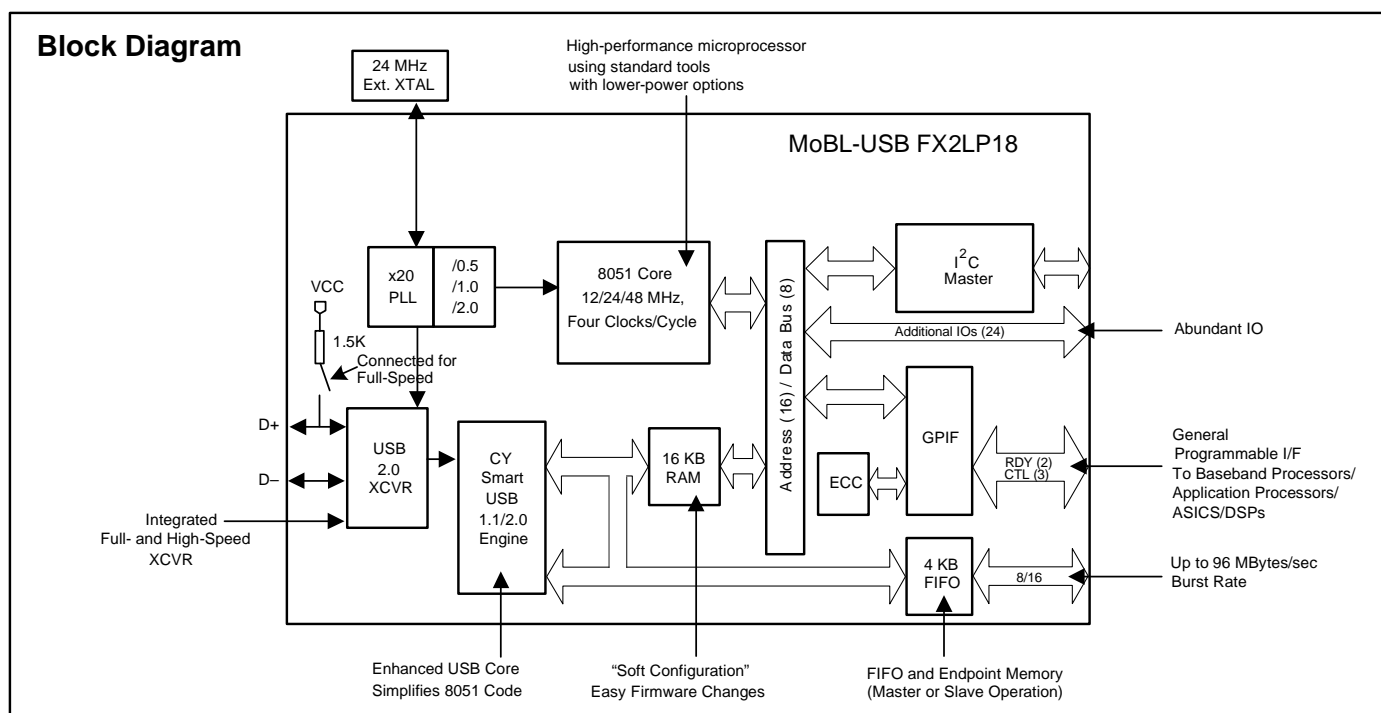 Block Diagram
24 MHz
Ext. XTAL
High-performance microprocessor
using standard tools
with lower-power options
MoBL-USB FX2LP18
x20
PLL
/0.5
/1.0
/2.0
8051 Core
12/24/48 MHz,
Four Clocks/Cycle
Address (16) / Data Bus (8)
I2C
Master
VCC
1.5K
Connected for
Full-Speed
Additional IOs (24)
Abundant IO
D+
D–
USB
2.0
XCVR
CY
Smart
USB
1.1/2.0
Engine
16 KB
RAM
ECC
GPIF
RDY (2)
CTL (3)
General
Programmable I/F
To Baseband Processors/
Application Processors/
ASICS/DSPs
Integrated
Full- and High-Speed
XCVR
4 KB
FIFO
8/16
Up to 96 MBytes/sec
Burst Rate
Enhanced USB Core
Simplifies 8051 Code
“Soft Configuration”
Easy Firmware Changes
FIFO and Endpoint Memory
(Master or Slave Operation)